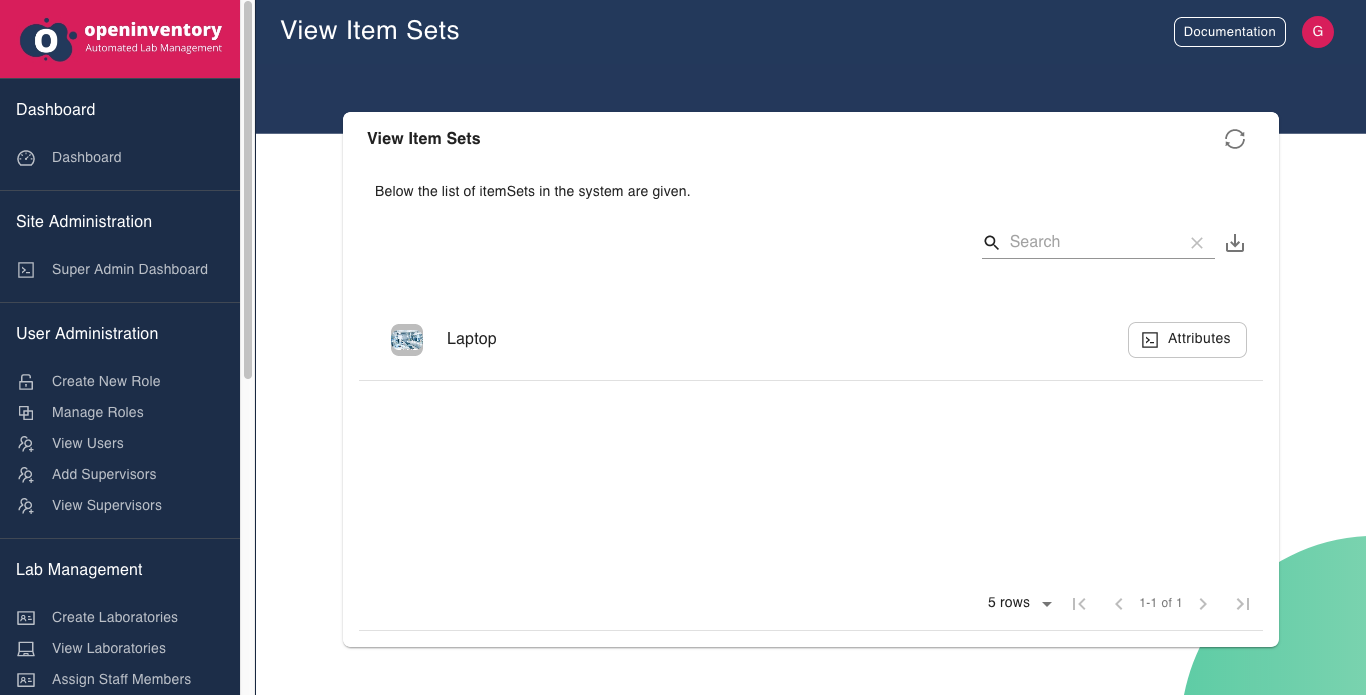 openinventory
Automated Lab Management
View Item Sets
Documentation
G
Dashboard
Dashboard
Site Administration
Super Admin Dashboard
User Administration
Create New Role
Manage Roles
View Users
Add Supervisors
View Supervisors
Lab Management
Create Laboratories
View Laboratories
Assign Staff Members
View Item Sets
Below the list of itemSets in the system are given.
Search
Laptop
Attributes
5 rows
1-1 of 1